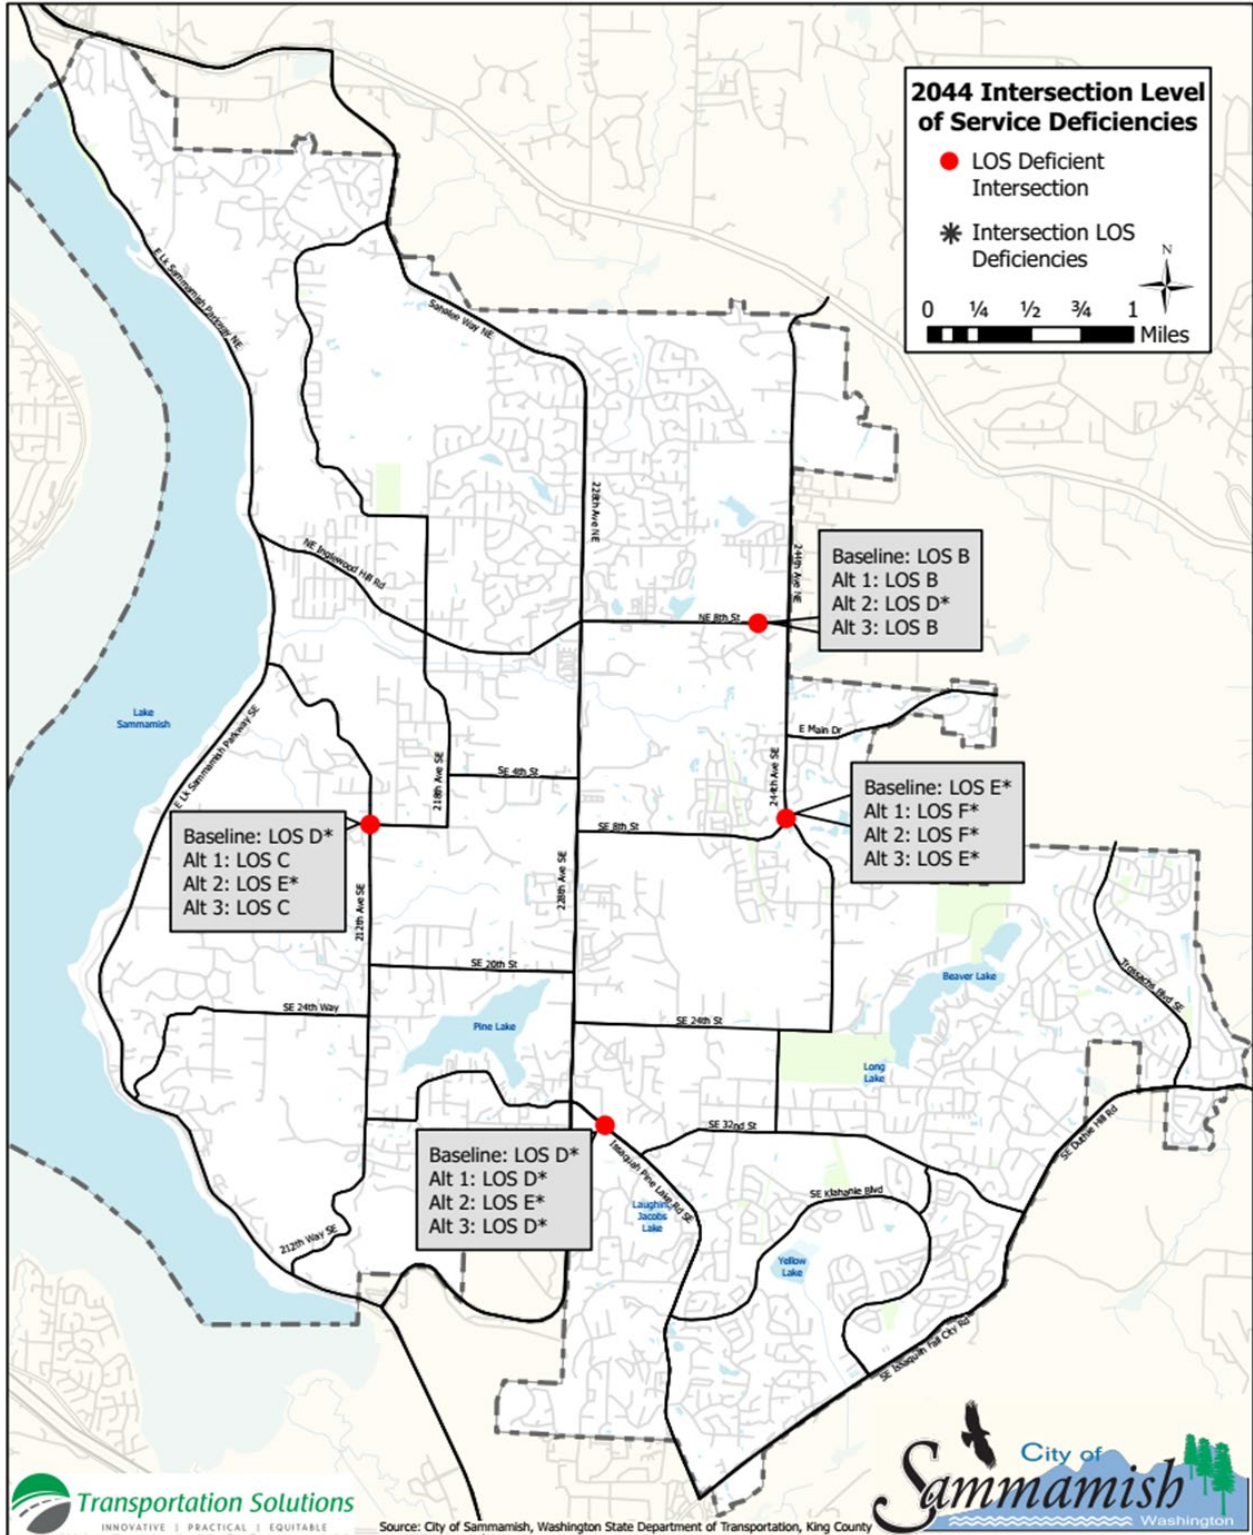 2044 Intersection Level
of Service Deficiencies
LOS Deficient
Intersection
Intersection LOS
Deficiencies
N
0 ¼ ½ ¾ 1
Miles
E Lk Sammamish Parkway NE
Sahalee Way NE
228th Ave NE
244th Ave NE
NE Inglewood Hill Rd
NE 8th St
Baseline: LOS B
Alt 1: LOS B
Alt 2: LOS D*
Alt 3: LOS B
Lake
Sammamish
E Lk Sammamish Parkway SE
E Main Dr
218th Ave SE
SE 4th St
244th Ave SE
Baseline: LOS E*
Alt 1: LOS F*
Alt 2: LOS F*
Alt 3: LOS E*
SE 8th St
Baseline: LOS D*
Alt 1: LOS C
Alt 2: LOS E*
Alt 3: LOS C
212th Ave SE
228th Ave SE
SE 20th St
Beaver Lake
Trossachs Blvd SE
SE 24th Way
Pine Lake
SE 24th St
Long
Lake
SE 32nd St
SE Duthie Hill Rd
Baseline: LOS D*
Alt 1: LOS D*
Alt 2: LOS E*
Alt 3: LOS D*
Issaquah Pine Lake Rd SE
Laughing
Jacobs
Lake
SE Klahanie Blvd
212th Way SE
Yellow
Lake
SE Issaquah Fall City Rd
Transportation Solutions
INNOVATIVE | PRACTICAL | EQUITABLE
Source: City of Sammamish, Washington State Department of Transportation, King County
City of
Sammamish
Washington